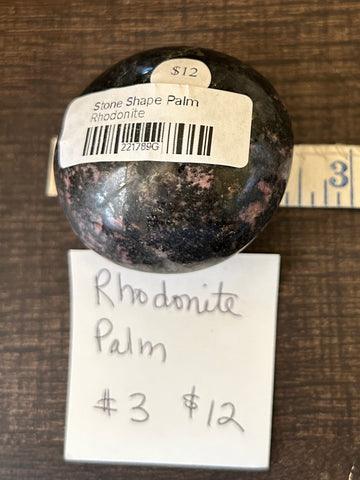 $12
Stone Shape Palm
Rhodonite
221789G
3
Rhodonite
Palm
#3 $12